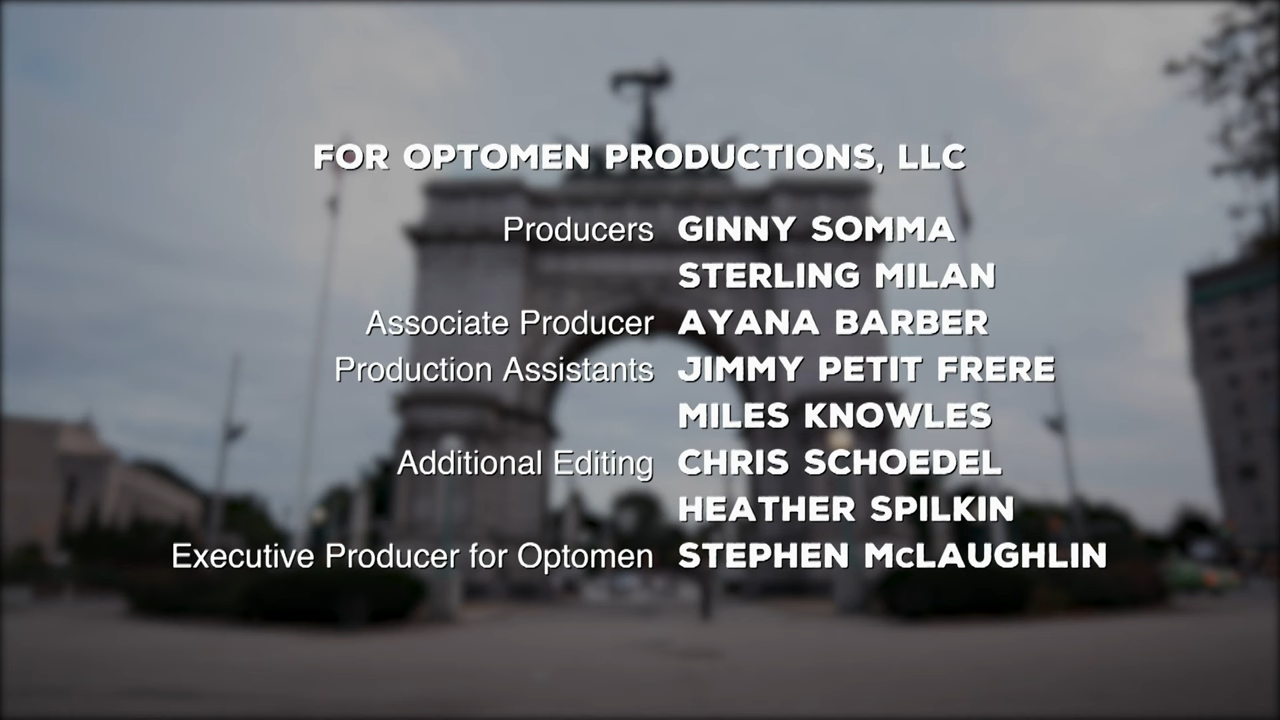 FOR OPTOMEN PRODUCTIONS, LLC
Producers GINNY SOMMA
STERLING MILAN
Associate Producer AYANA BARBER
Production Assistants JIMMY PETIT FRERE
MILES KNOWLES
Additional Editing CHRIS SCHOEDEL
HEATHER SPILKIN
Executive Producer for Optomen STEPHEN McLAUGHLIN